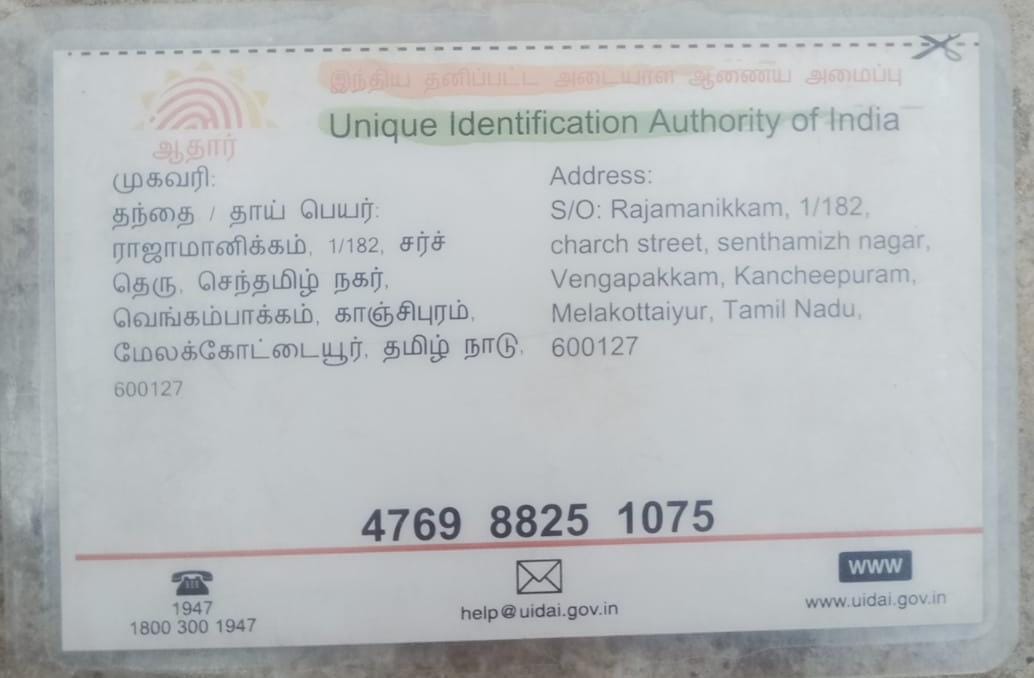 இந்திய தனிப்பட்ட அடையாள ஆணைய அமைப்பு
Unique Identification Authority of India
ஆதார்
முகவரி:
தந்தை / தாய் பெயர்:
ராஜாமானிக்கம், 1/182, சர்ச்
தெரு, செந்தமிழ் நகர்,
வெங்கம்பாக்கம், காஞ்சிபுரம்,
மேலக்கோட்டையூர், தமிழ் நாடு,
600127
Address:
S/O: Rajamanikkam, 1/182,
charch street, senthamizh nagar,
Vengapakkam, Kancheepuram,
Melakottaiyur, Tamil Nadu,
600127
4769 8825 1075
1947
1800 300 1947
help@uidai.gov.in
www
www.uidai.gov.in